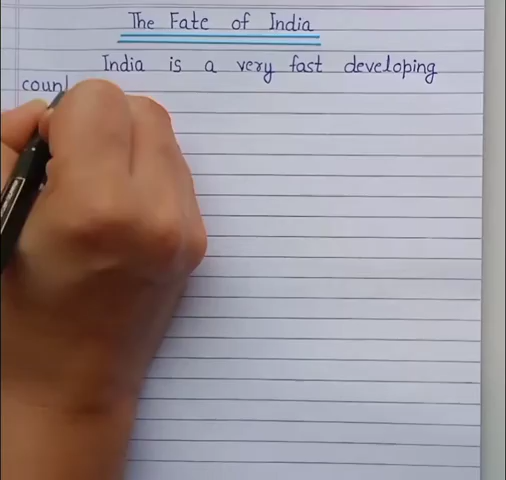 The Fate of India
India is a very fast developing
coun